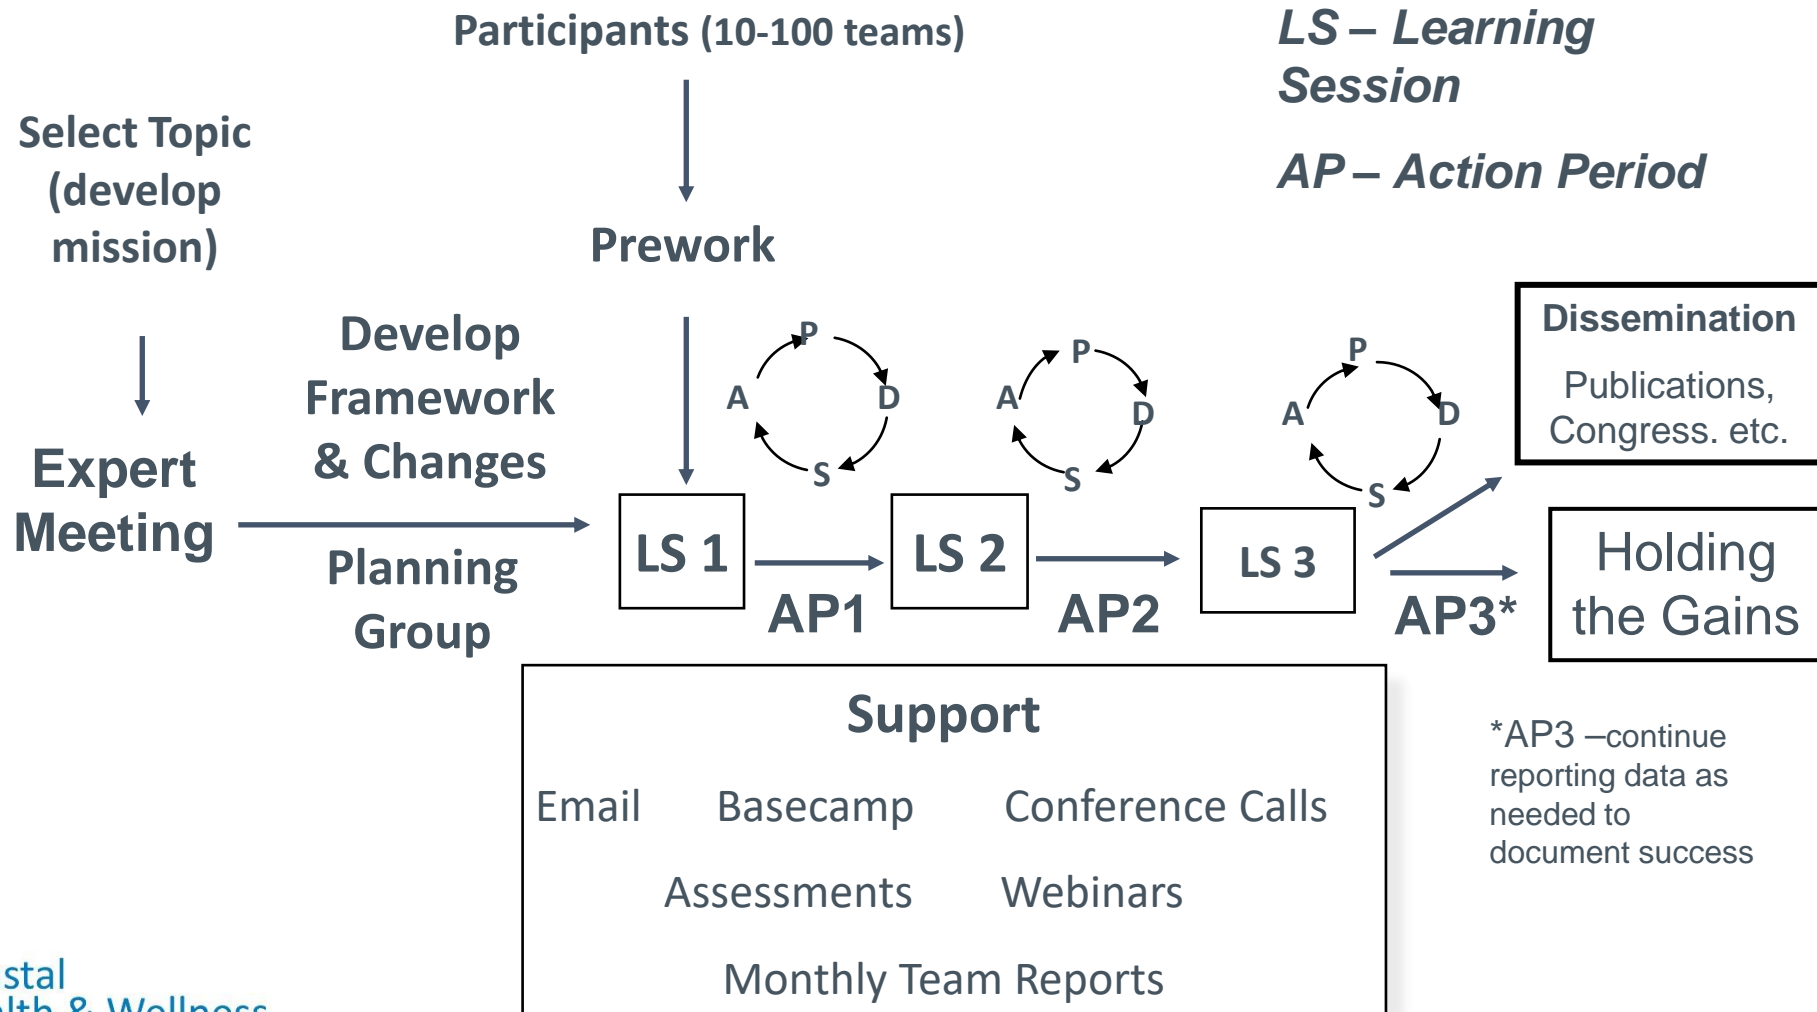 Participants (10-100 teams)
LS – Learning
Session
AP – Action Period
Select Topic
(develop
mission)
Prework
Expert
Meeting
Develop
Framework
& Changes
Planning
Group
P
D
S
A
P
D
S
A
P
D
S
A
LS 1
AP1
LS 2
AP2
LS 3
AP3*
Dissemination
Publications,
Congress. etc.
Holding
the Gains
*AP3 –continue
reporting data as
needed to
document success
Support
Email Basecamp Conference Calls
Assessments Webinars
Monthly Team Reports
stal
lth & Wellness